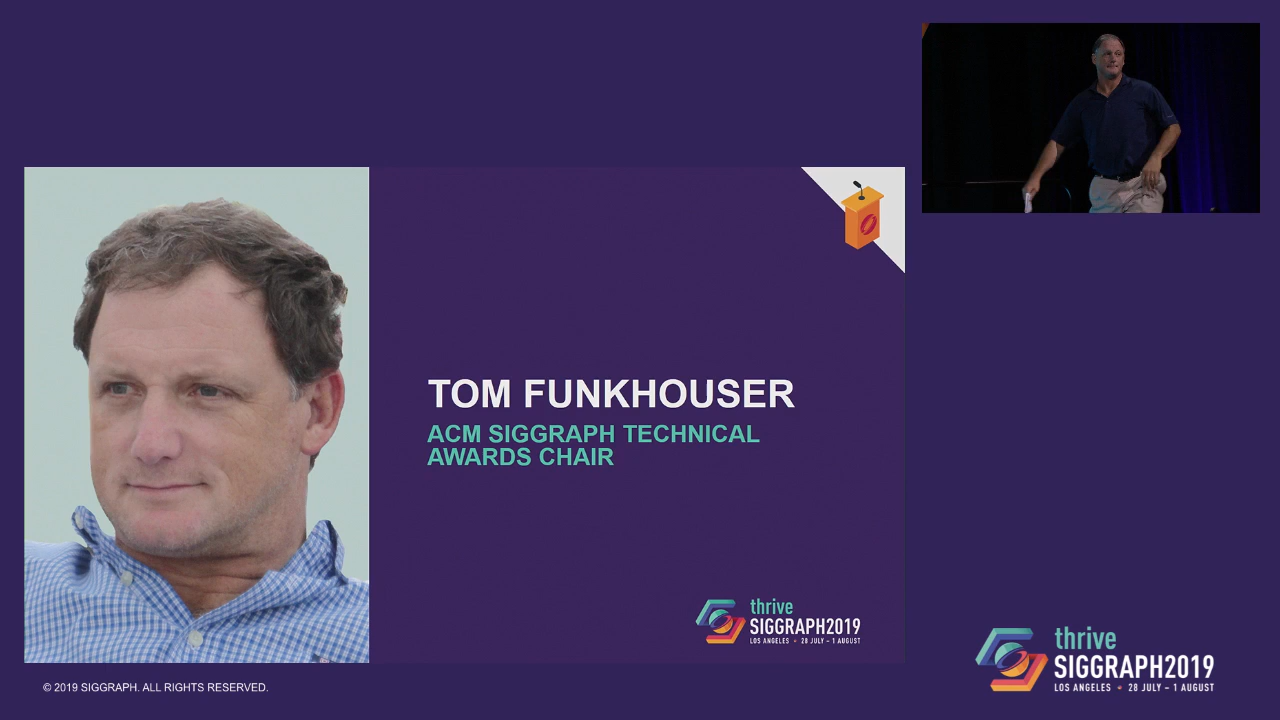 TOM FUNKHOUSER
ACM SIGGRAPH TECHNICAL
AWARDS CHAIR
thrive
SIGGRAPH2019
LOS ANGELES • 28 JULY – 1 AUGUST
thrive
SIGGRAPH2019
LOS ANGELES • 28 JULY – 1 AUGUST
© 2019 SIGGRAPH. ALL RIGHTS RESERVED.